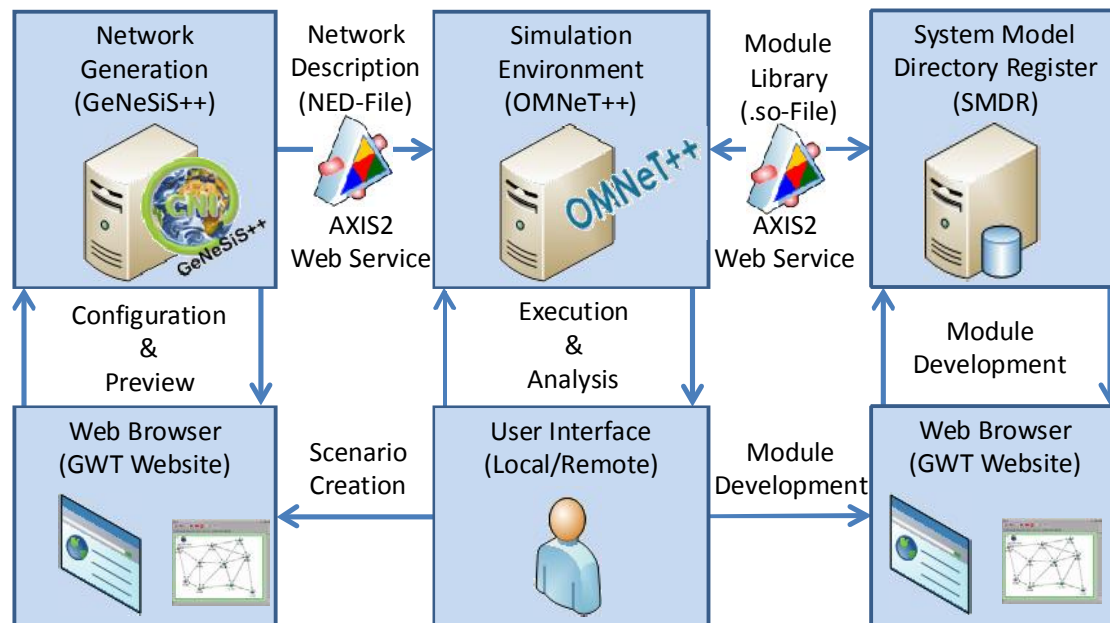 Network
Generation
(GeNeSiS++)
Network
Description
(NED-File)
Simulation
Environment
(OMNeT++)
Module
Library
(.so-File)
System Model
Directory Register
(SMDR)
CNI
GeNeSiS++
AXIS2
Web Service
OMNeT++
AXIS2
Web Service
Configuration
&
Preview
Execution
&
Analysis
Module
Development
Web Browser
(GWT Website)
Scenario
Creation
User Interface
(Local/Remote)
Module
Development
Web Browser
(GWT Website)